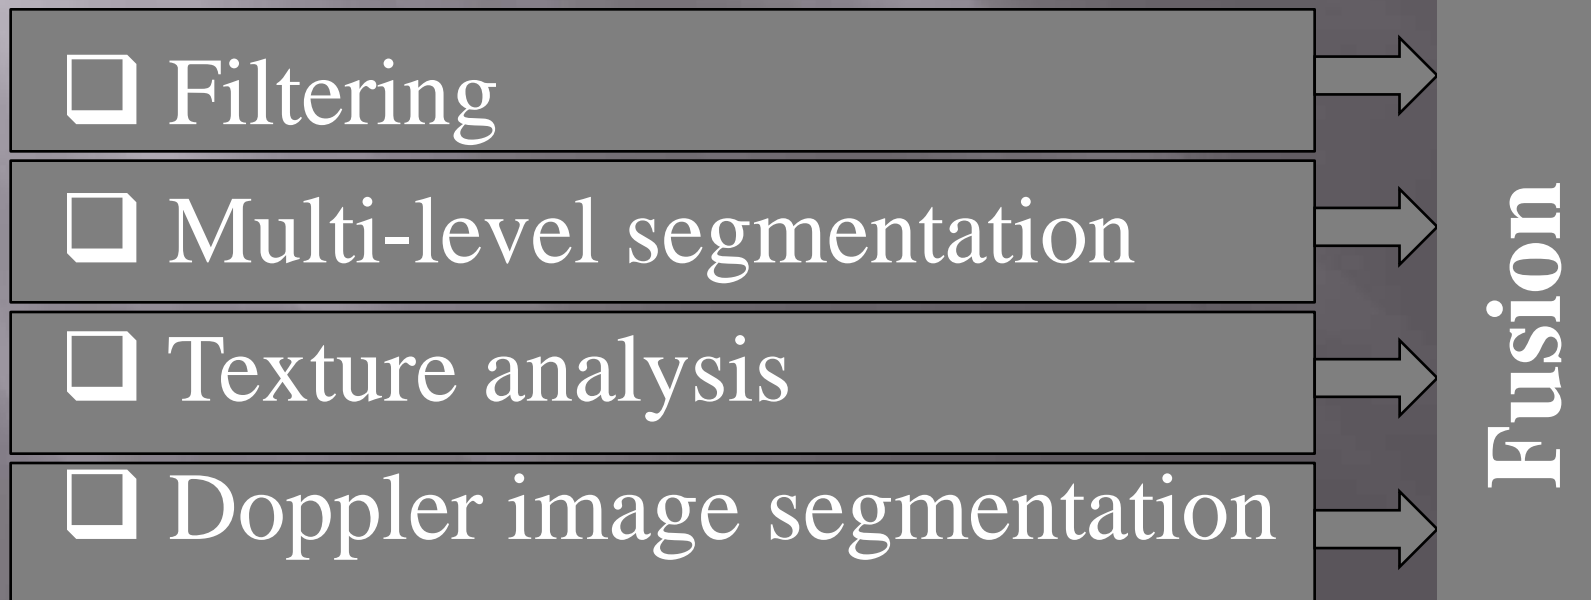 ❑ Filtering
❑ Multi-level segmentation
❑ Texture analysis
❑ Doppler image segmentation
Fusion